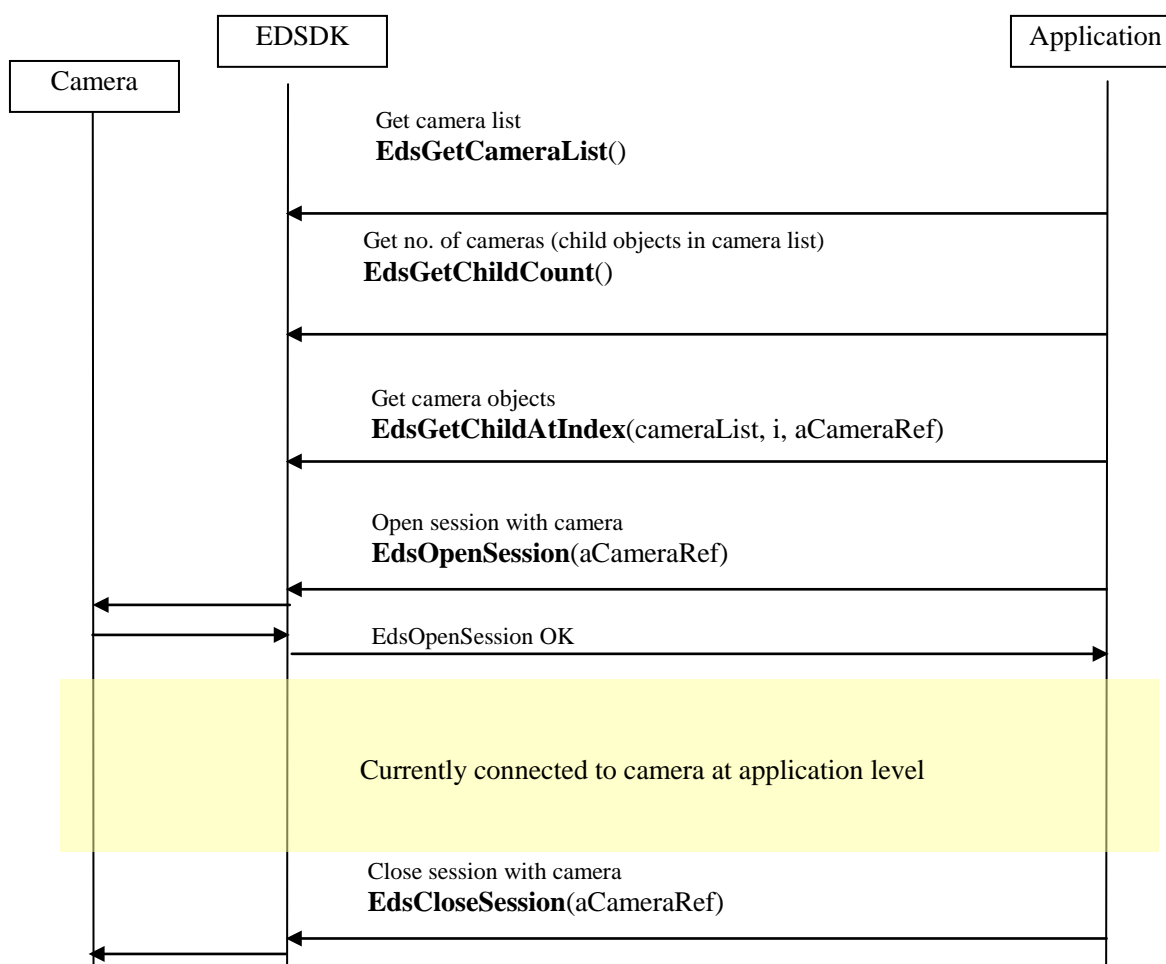 EDSDK
Application
Camera
Get camera list
EdsGetCameraList()
Get no. of cameras (child objects in camera list)
EdsGetChildCount()
Get camera objects
EdsGetChildAtIndex(cameraList, i, aCameraRef)
Open session with camera
EdsOpenSession(aCameraRef)
EdsOpenSession OK
Currently connected to camera at application level
Close session with camera
EdsCloseSession(aCameraRef)